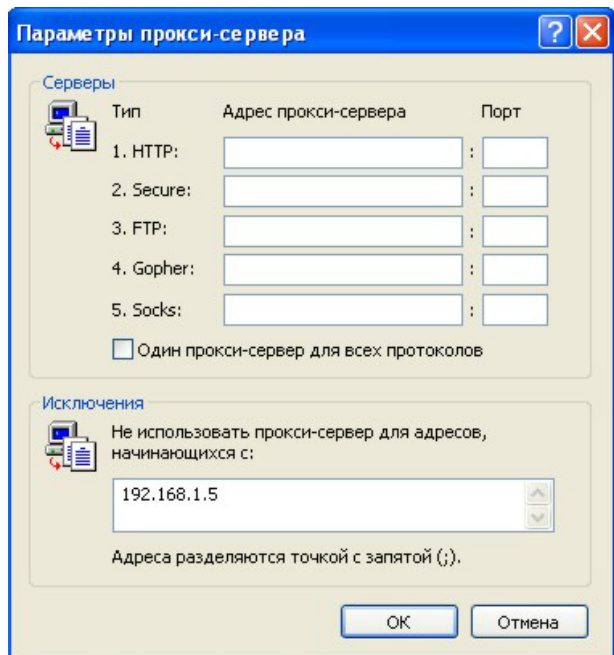 Параметры прокси-сервера
Серверы
Тип Адрес прокси-сервера Порт
1. HTTP: :
2. Secure: :
3. FTP: :
4. Gopher: :
5. Socks: :
Один прокси-сервер для всех протоколов
Исключения
Не использовать прокси-сервер для адресов,
начинающихся с:
192.168.1.5
Адреса разделяются точкой с запятой (;).
ОК Отмена